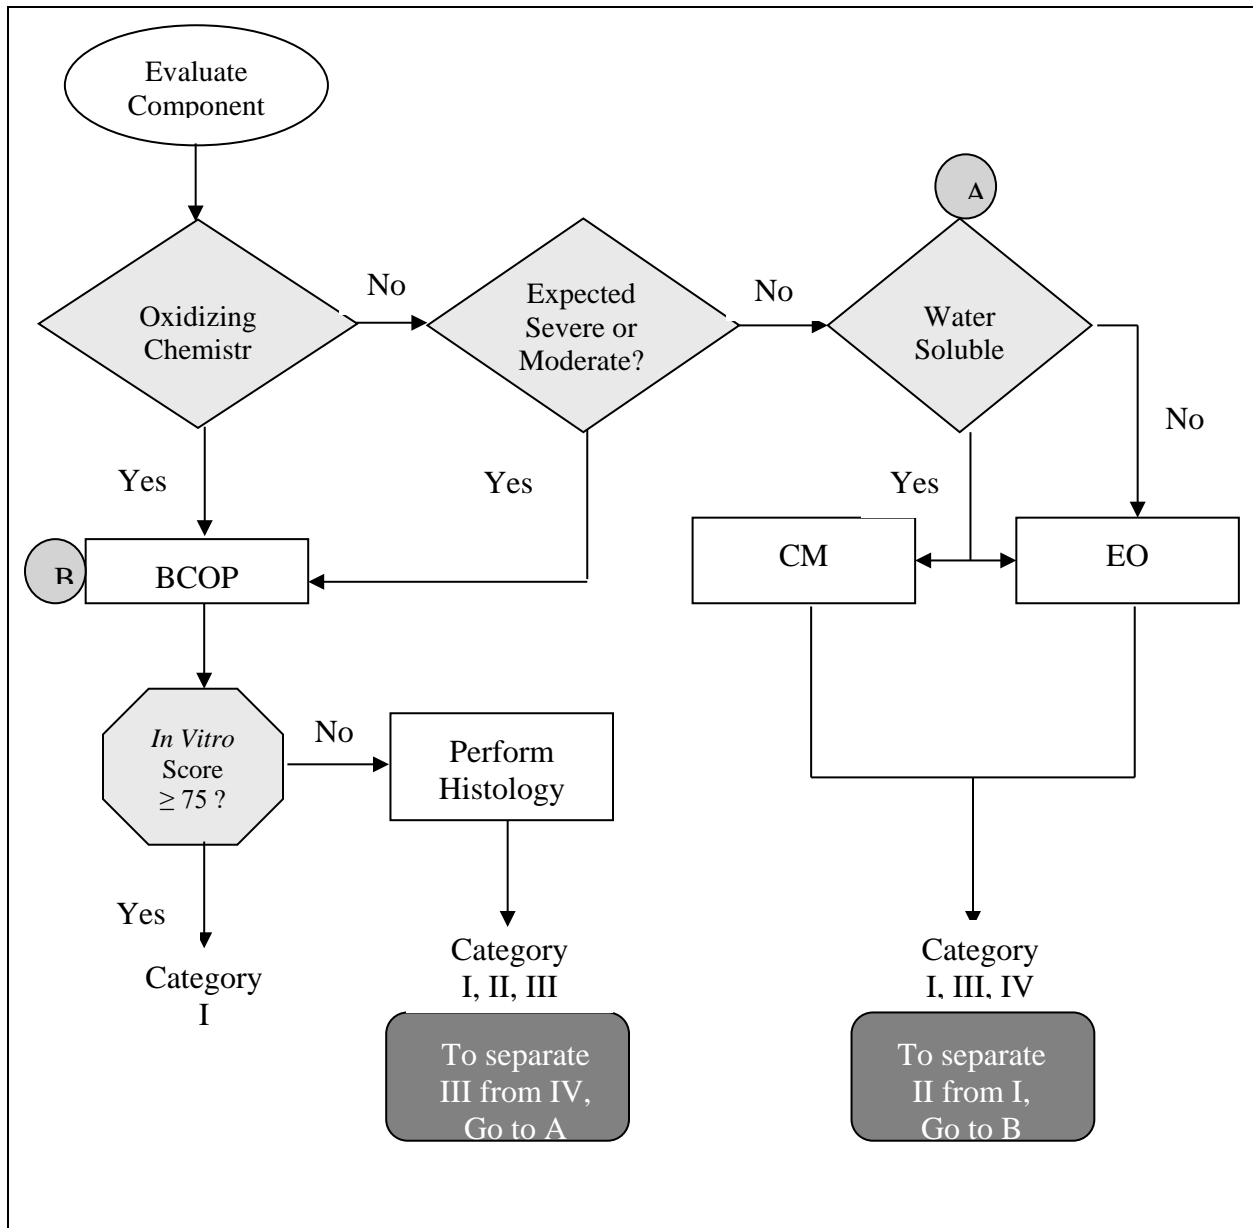 Evaluate
Component
A
No
No
Oxidizing
Chemistr
Expected
Severe or
Moderate?
Water
Soluble
No
Yes
Yes
Yes
B
BCOP
CM
EO
In Vitro
Score
≥ 75 ?
No
Perform
Histology
Yes
Category
I
Category
I, II, III
Category
I, III, IV
To separate
III from IV,
Go to A
To separate
II from I,
Go to B